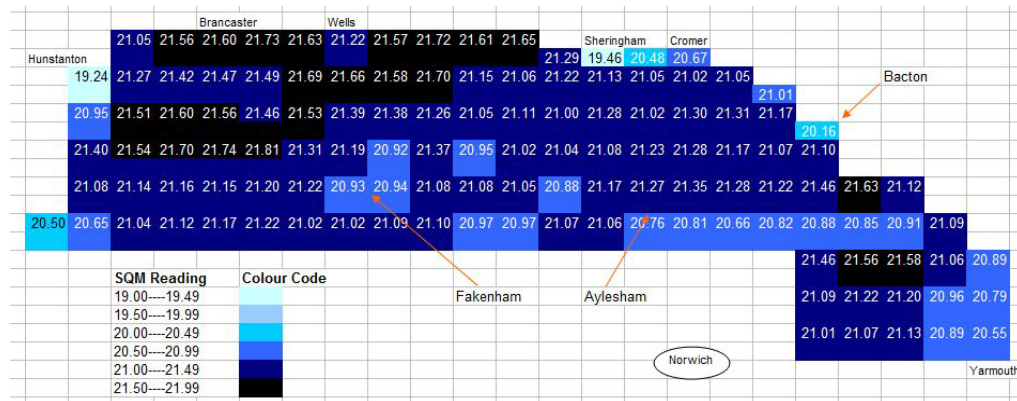 Brancaster Wells
21.05 21.56 21.60 21.73 21.63 21.22 21.57 21.72 21.61 21.65 Sheringham Cromer
Hunstanton 21.29 19.46 20.48 20.67
19.24 21.27 21.42 21.47 21.49 21.69 21.66 21.58 21.70 21.15 21.06 21.22 21.13 21.05 21.02 21.05 Bacton
21.01
20.95 21.51 21.60 21.56 21.46 21.53 21.39 21.38 21.26 21.05 21.11 21.00 21.28 21.02 21.30 21.31 21.17
20.16
21.40 21.54 21.70 21.74 21.81 21.31 21.19 20.92 21.37 20.95 21.02 21.04 21.08 21.23 21.28 21.17 21.07 21.10
21.08 21.14 21.16 21.15 21.20 21.22 20.93 20.94 21.08 21.08 21.05 20.88 21.17 21.27 21.35 21.28 21.22 21.46 21.63 21.12
20.50 20.65 21.04 21.12 21.17 21.22 21.02 21.02 21.09 21.10 20.97 20.97 21.07 21.06 20.76 20.81 20.66 20.82 20.88 20.85 20.91 21.09
21.46 21.56 21.58 21.06 20.89
SQM Reading Colour Code
19.00----19.49 Fakenham Aylesham 21.09 21.22 21.20 20.96 20.79
19.50----19.99
20.00----20.49 21.01 21.07 21.13 20.89 20.55
20.50----20.99 Norwich
21.00----21.49 Yarmouth
21.50----21.99